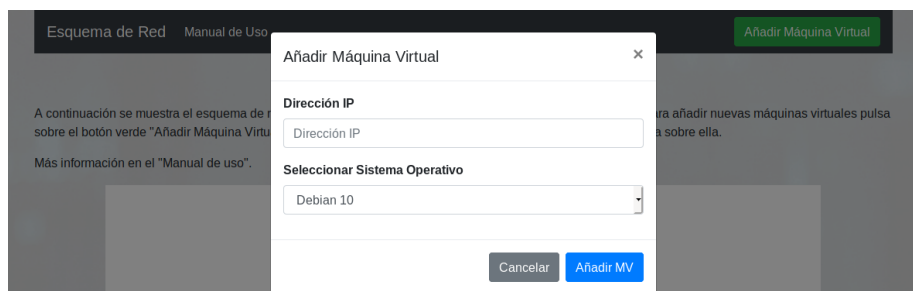 Esquema de Red Manual de Uso
Añadir Máquina Virtual
Añadir Máquina Virtual ×
A continuación se muestra el esquema de
ra añadir nuevas máquinas virtuales pulsa
sobre el botón verde "Añadir Máquina Virtu
a sobre ella.
Más información en el "Manual de uso".
Dirección IP
Dirección IP
Seleccionar Sistema Operativo
Debian 10
Cancelar Añadir MV